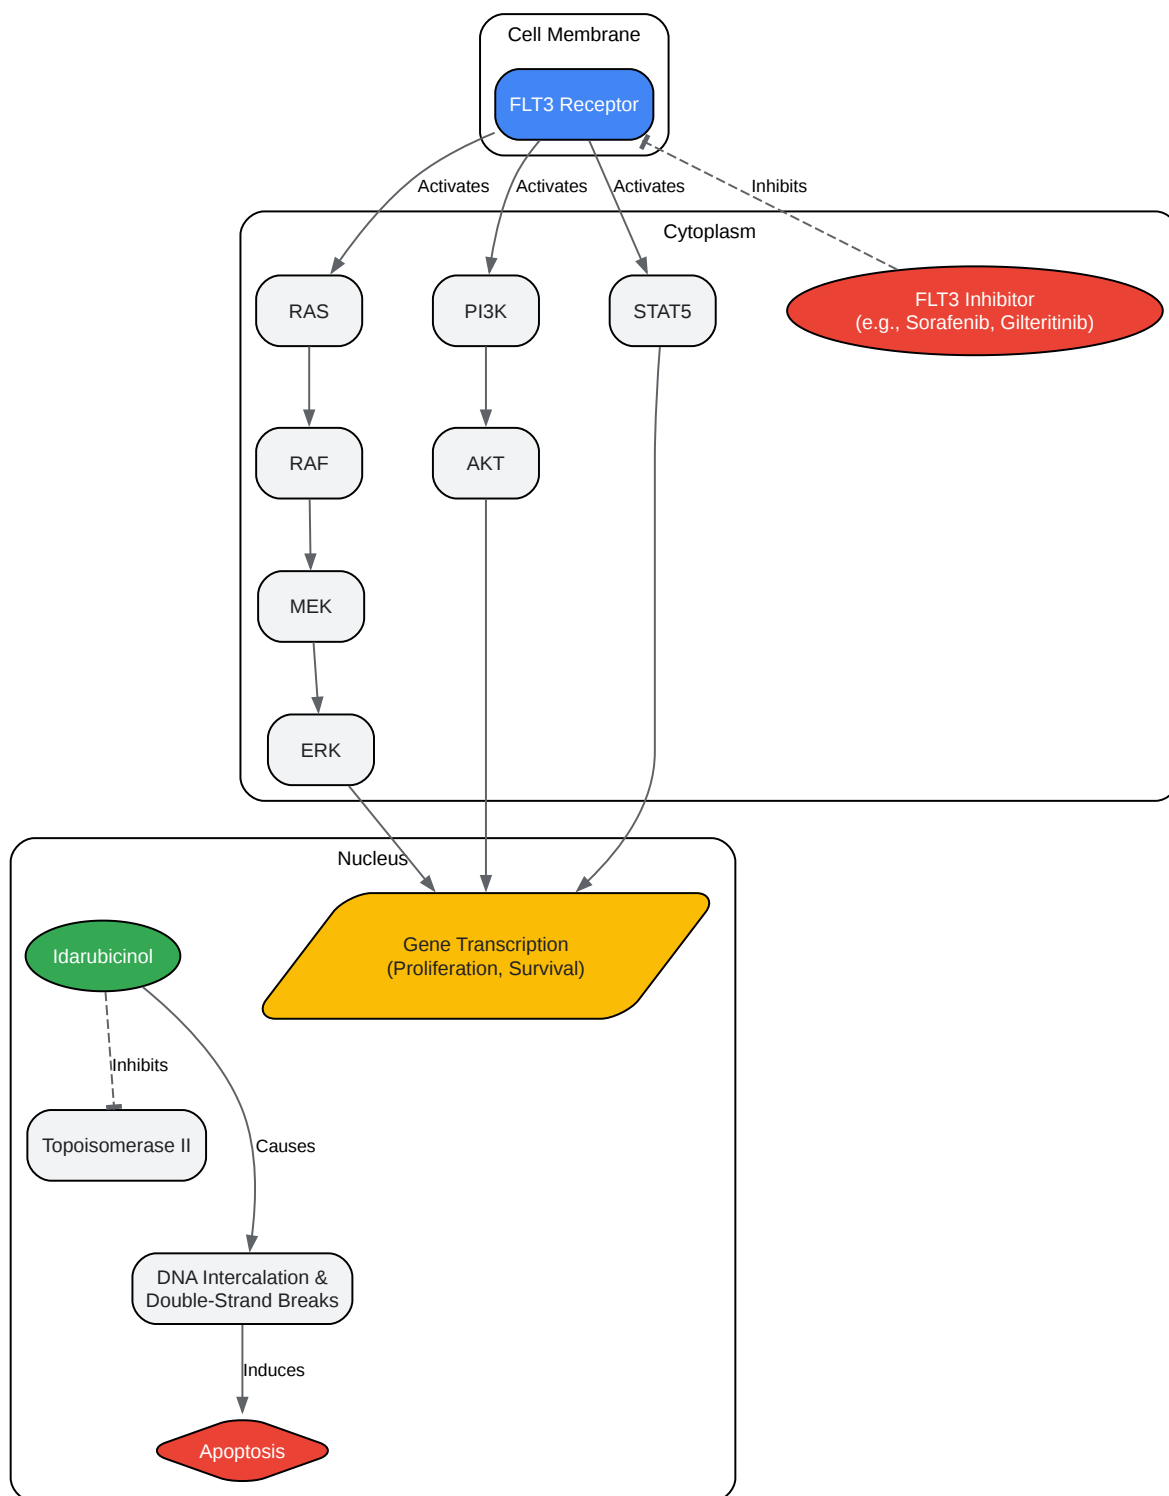 Cell Membrane
FLT3 Receptor
Activates
Activates
Activates
Inhibits
Cytoplasm
RAS
PI3K
STAT5
FLT3 Inhibitor
(e.g., Sorafenib, Gilteritinib)
RAF
AKT
MEK
ERK
Nucleus
Gene Transcription
(Proliferation, Survival)
Idarubicinol
Inhibits
Topoisomerase II
Causes
DNA Intercalation &
Double-Strand Breaks
Induces
Apoptosis